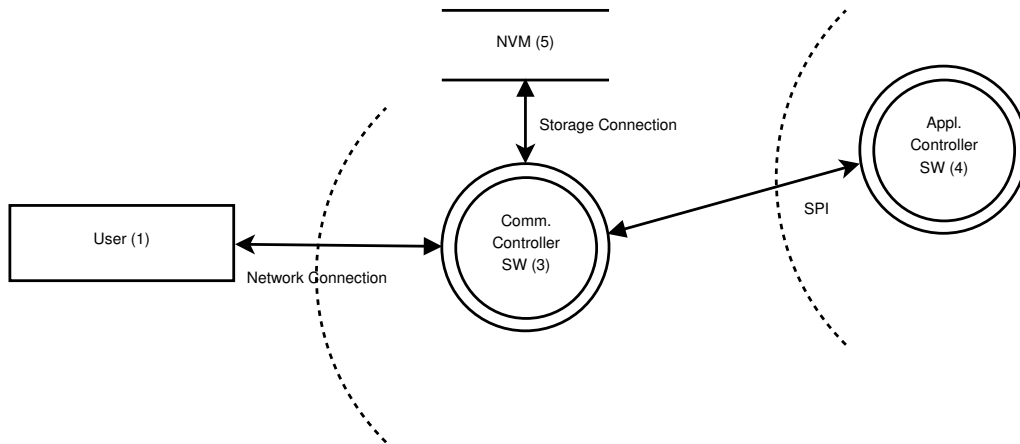 NVM (5)
Storage Connection
Appl.
Controller
SW (4)
SPI
User (1)
Network Connection
Comm.
Controller
SW (3)